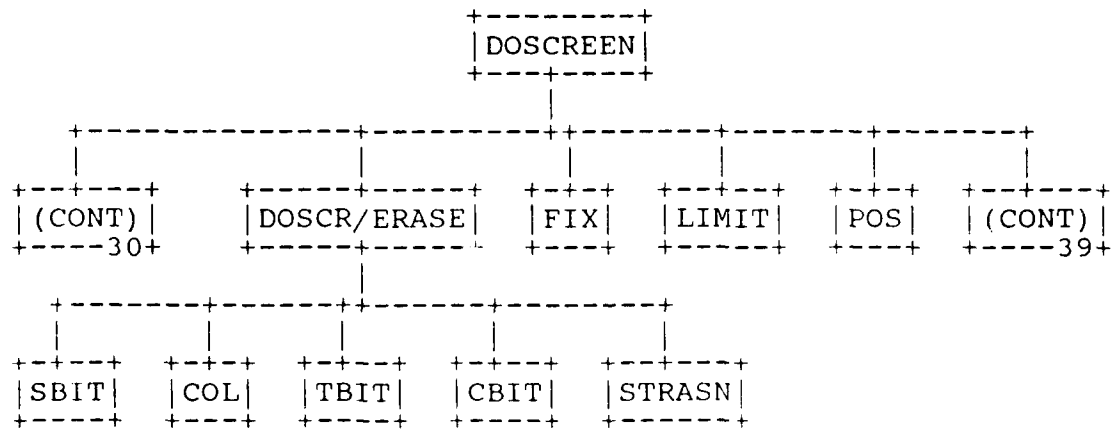 DOSCREEN
(CONT) DOSCR/ERASE FIX LIMIT POS (CONT)
30 39
SBIT COL TBIT CBIT STRASN